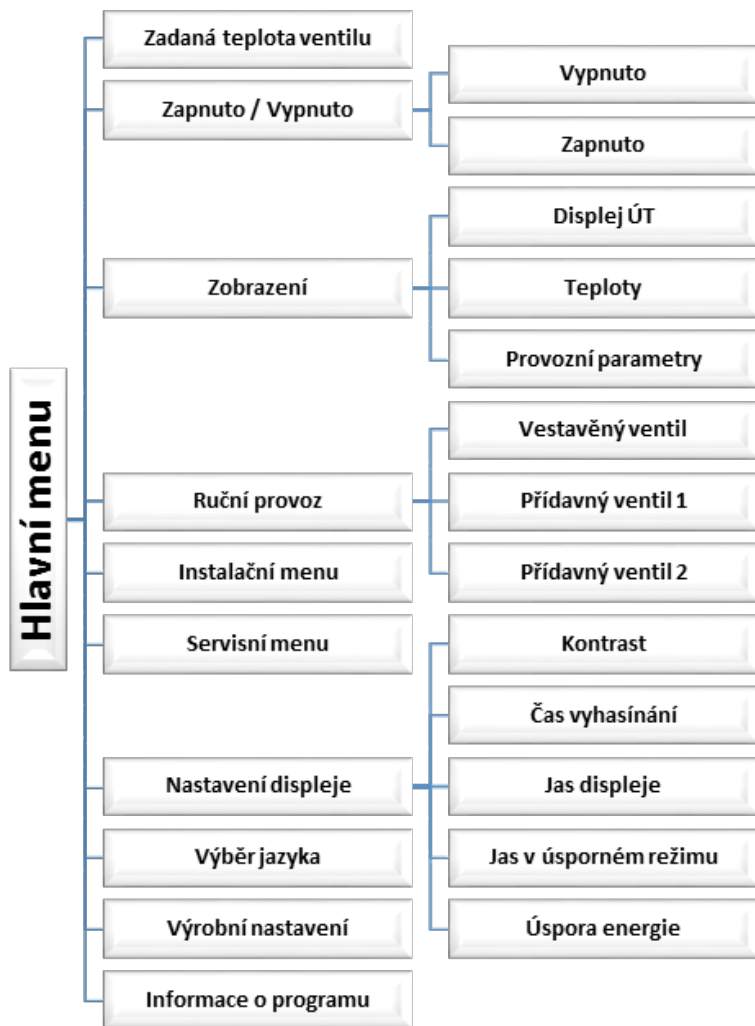 Hlavní menu
Zadaná teplota ventilu
Zapnuto / Vypnuto
Vypnuto
Zapnuto
Zobrazení
Displej ÚT
Teploty
Provozní parametry
Ruční provoz
Vestavěný ventil
Přídavný ventil 1
Přídavný ventil 2
Instalační menu
Servisní menu
Nastavení displeje
Kontrast
Čas vyhasínání
Jas displeje
Jas v úsporném režimu
Úspora energie
Výběr jazyka
Výrobní nastavení
Informace o programu